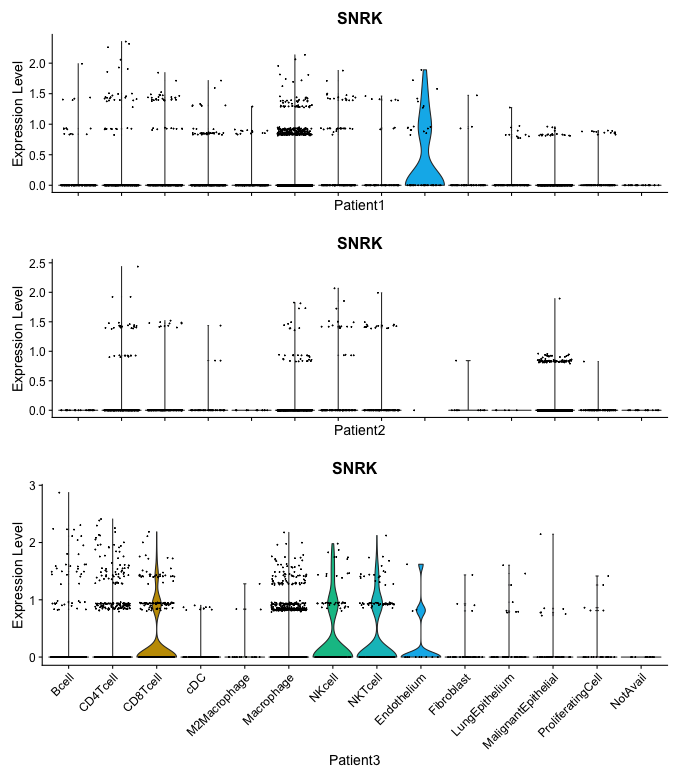 SNRK
Expression Level
2.0
1.5
1.0
0.5
0.0
Patient1
SNRK
Expression Level
2.5
2.0
1.5
1.0
0.5
0.0
Patient2
SNRK
Expression Level
3
2
1
0
Bcell
CD4Tcell
CD8Tcell
cDC
M2Macrophage
Macrophage
NKcell
NKTcell
Endothelium
Fibroblast
LungEpithelium
MalignantEpithelial
ProliferatingCell
NotAvail
Patient3